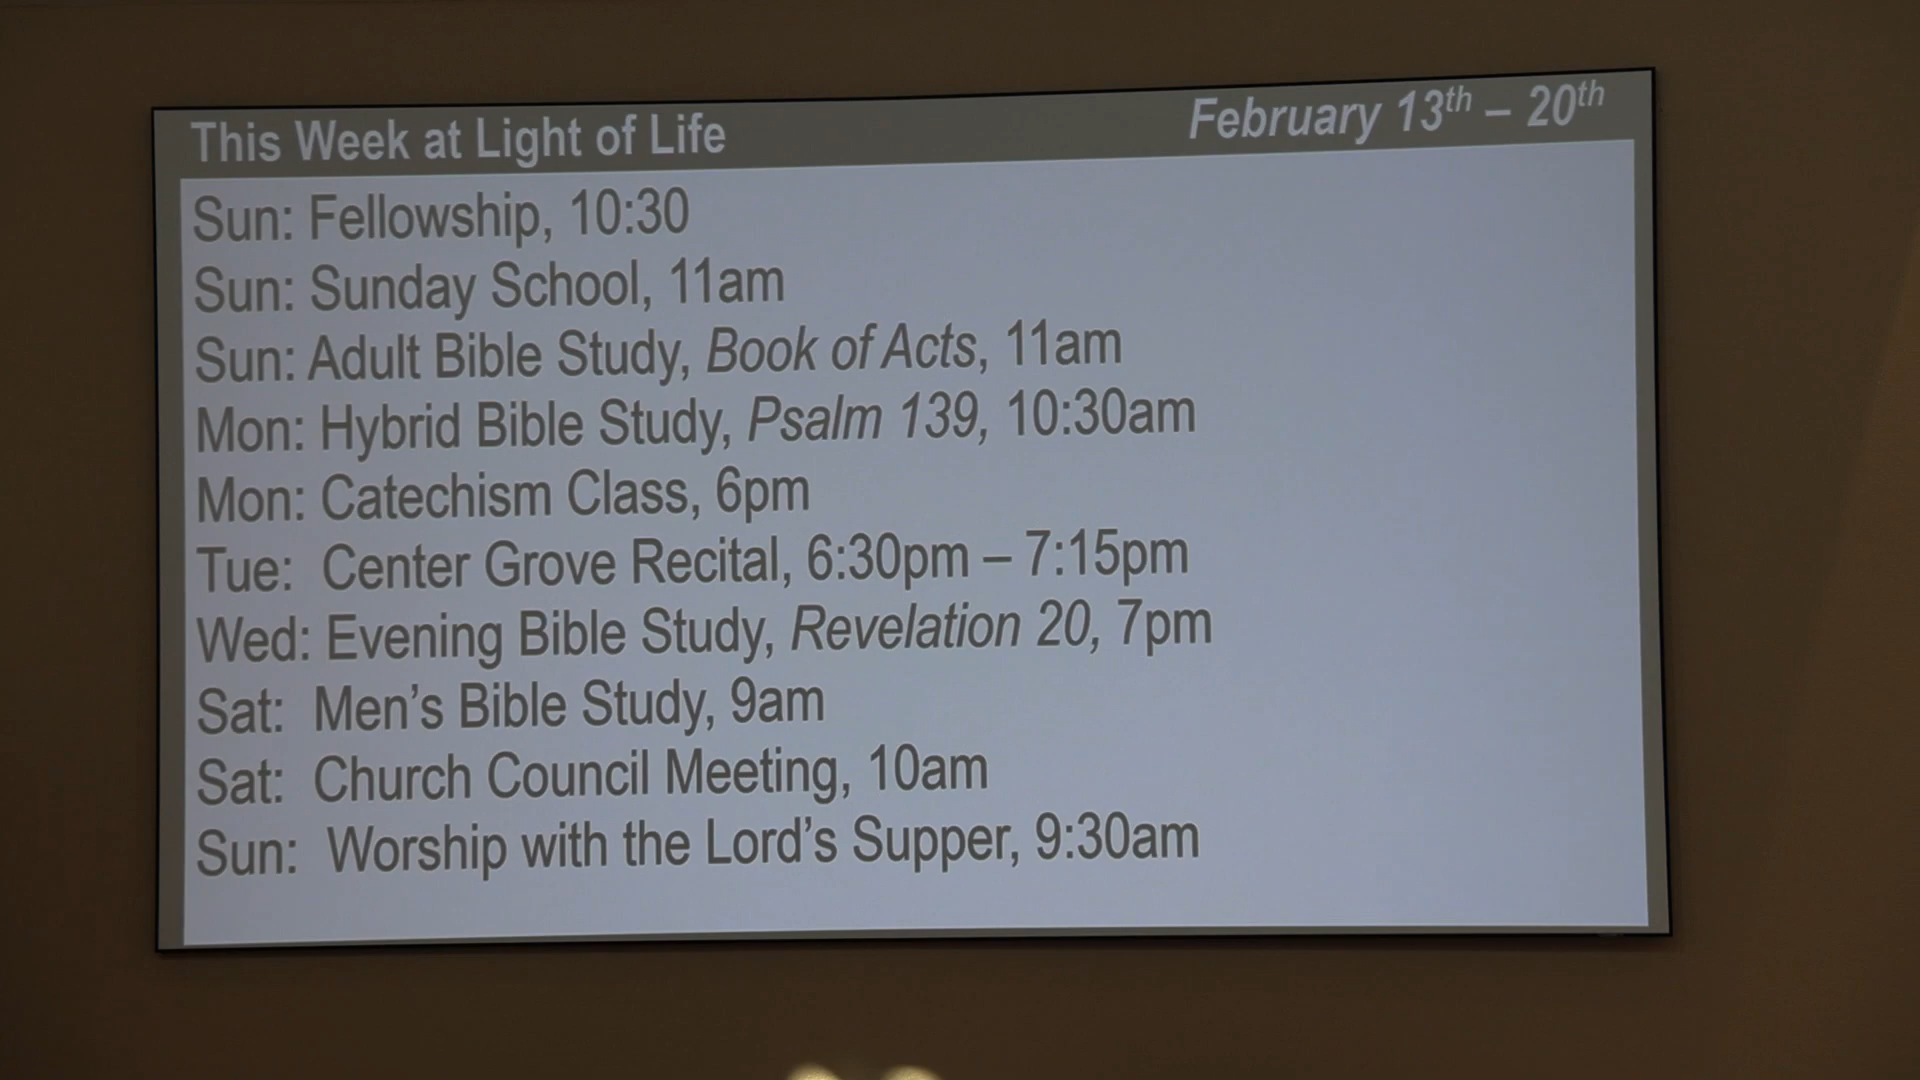 This Week at Light of Life
February 13th – 20th
Sun: Fellowship, 10:30
Sun: Sunday School, 11am
Sun: Adult Bible Study, Book of Acts, 11am
Mon: Hybrid Bible Study, Psalm 139, 10:30am
Mon: Catechism Class, 6pm
Tue: Center Grove Recital, 6:30pm – 7:15pm
Wed: Evening Bible Study, Revelation 20, 7pm
Sat: Men’s Bible Study, 9am
Sat: Church Council Meeting, 10am
Sun: Worship with the Lord’s Supper, 9:30am